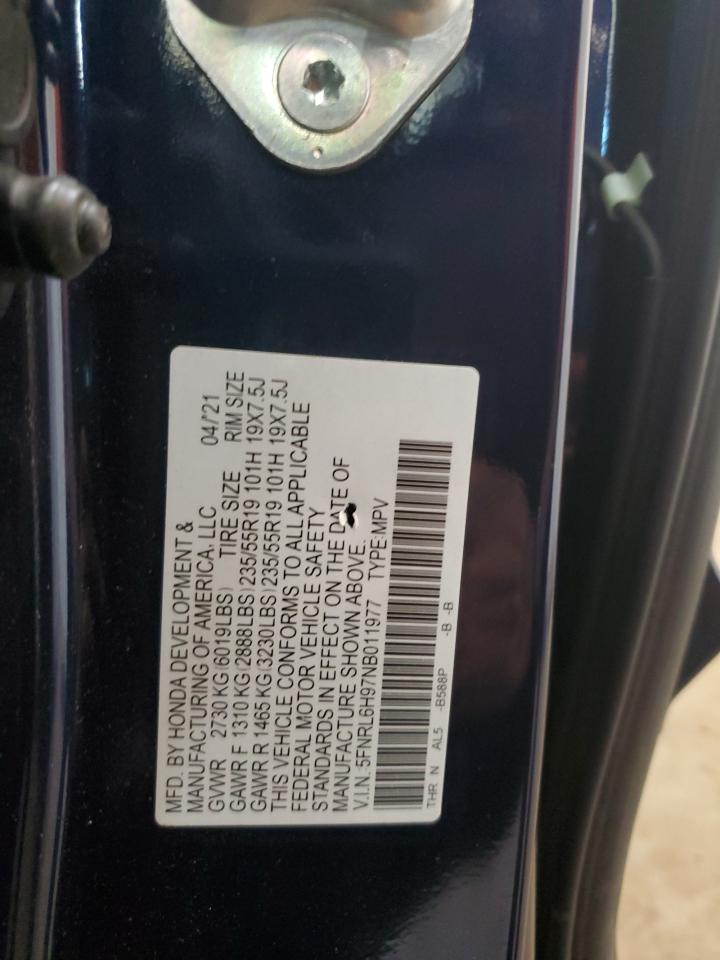 MFD. BY HONDA DEVELOPMENT &
MANUFACTURING OF AMERICA, LLC 04/'21
GVWR 2730 KG (6019LBS) TIRE SIZE RIM SIZE
GAWR F 1310 KG(2888LBS)235/55R19 101H 19X7.5J
GAWR R 1465 KG(3230LBS)235/55R19 101H 19X7.5J
THIS VEHICLE CONFORMS TO ALL APPLICABLE
FEDERAL MOTOR VEHICLE SAFETY
STANDARDS IN EFFECT ON THE DATE OF
MANUFACTURE SHOWN ABOVE.
V.I.N.:5FNRL6H97NB011977 TYPE:MPV
THR N AL5 -B588P -B -B